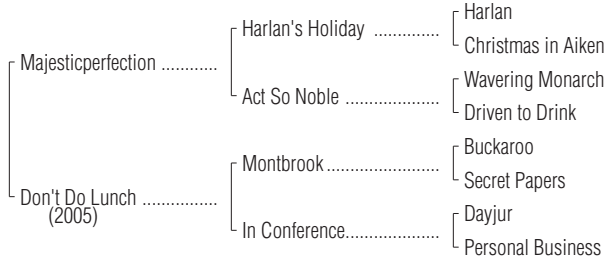 Harlan
Harlan's Holiday ..............
Christmas in Aiken
Majesticperfection ............
Wavering Monarch
Act So Noble .....................
Driven to Drink
Buckaroo
Montbrook.........................
Secret Papers
Don't Do Lunch ................
(2005)
Dayjur
In Conference.....................
Personal Business